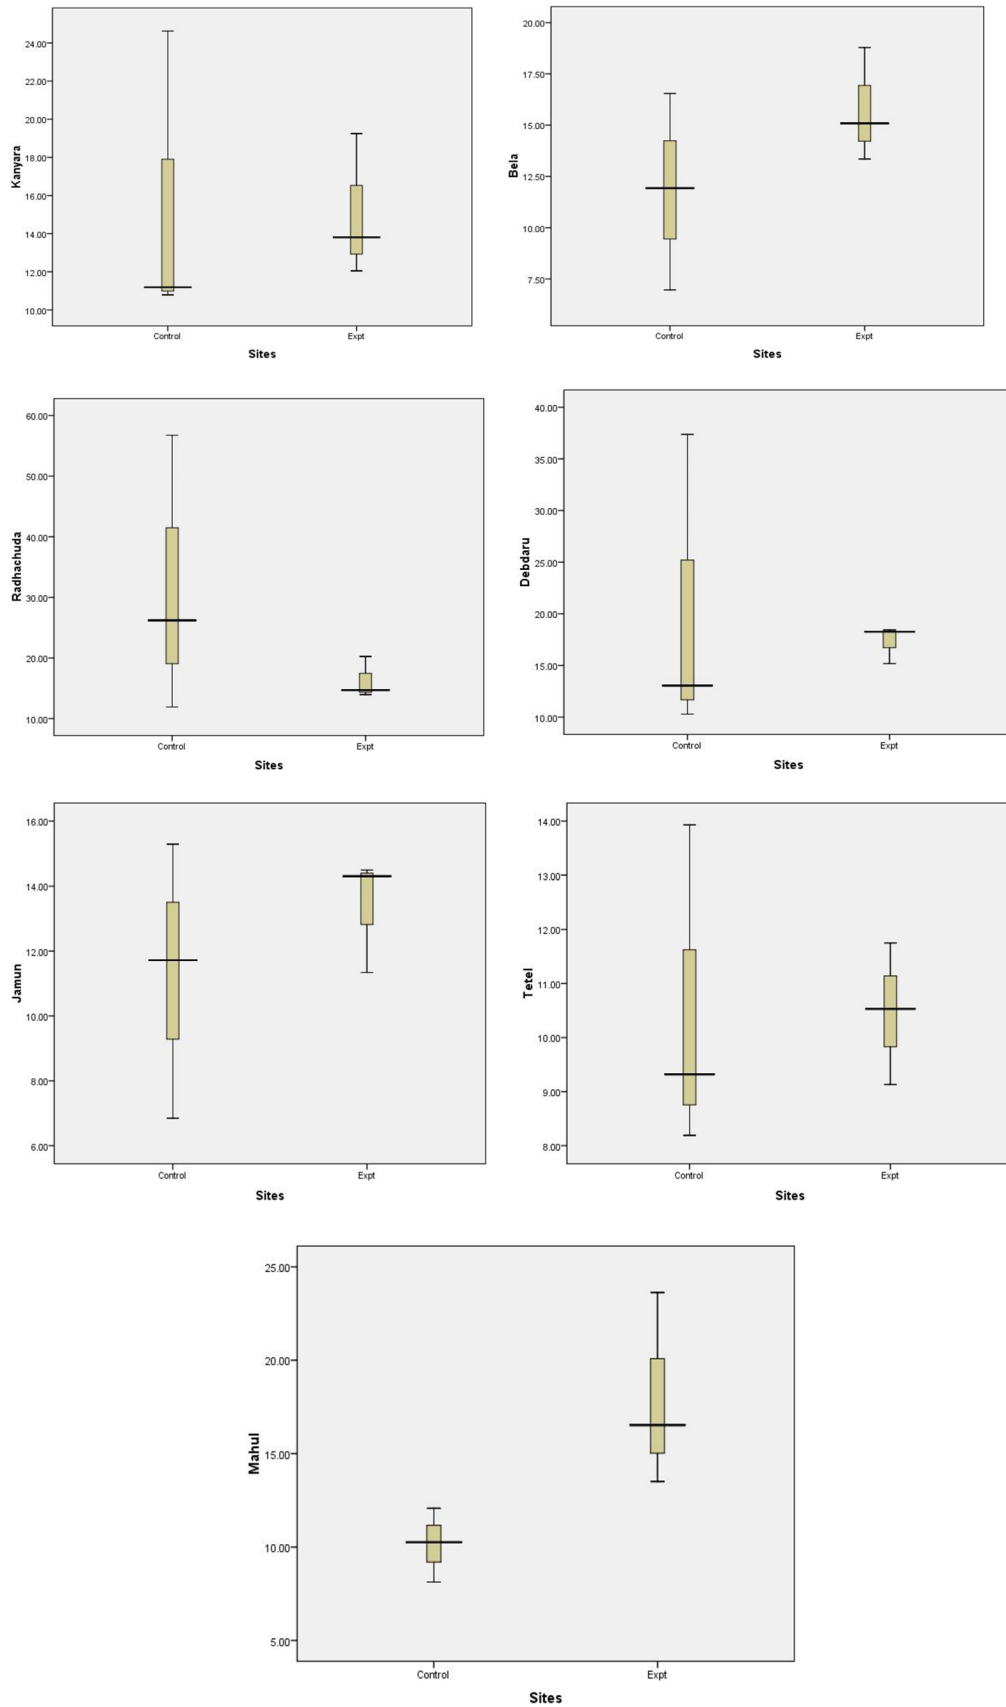 Kanyara
24.00
22.00
20.00
18.00
16.00
14.00
12.00
10.00
Control Expt
Sites
Bela
20.00
17.50
15.00
12.50
10.00
7.50
Control Expt
Sites
Radhachuda
60.00
50.00
40.00
30.00
20.00
10.00
Control Expt
Sites
Debdaru
40.00
35.00
30.00
25.00
20.00
15.00
10.00
Control Expt
Sites
Jamun
16.00
14.00
12.00
10.00
8.00
6.00
Control Expt
Sites
Tetel
14.00
13.00
12.00
11.00
10.00
9.00
8.00
Control Expt
Sites
Mahul
25.00
20.00
15.00
10.00
5.00
Control Expt
Sites